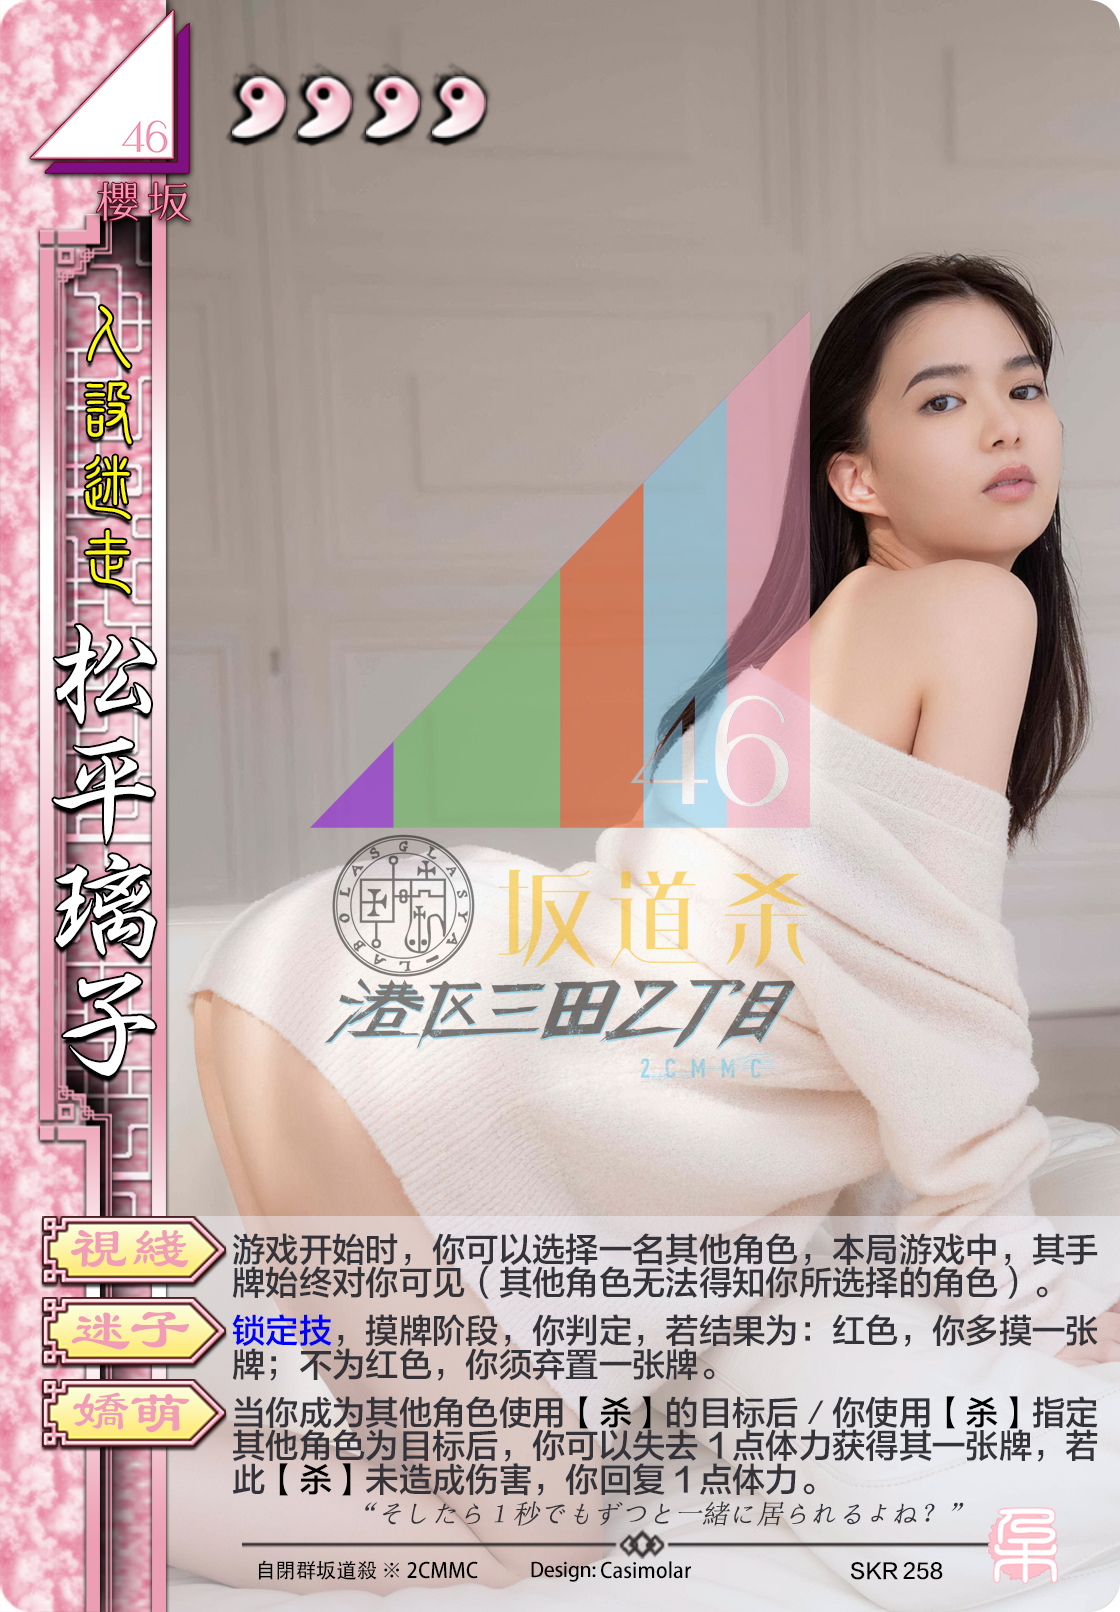 46
櫻坂
人設迷走
松平璃子
46
GLASYA-LABOLAS
坂道杀
港区三田2丁目
2CMMC
視綫
游戏开始时，你可以选择一名其他角色，本局游戏中，其手
牌始终对你可见（其他角色无法得知你所选择的角色）。
迷子
锁定技，摸牌阶段，你判定，若结果为：红色，你多摸一张
牌；不为红色，你须弃置一张牌。
嬌萌
当你成为其他角色使用【杀】的目标后／你使用【杀】指定
其他角色为目标后，你可以失去１点体力获得其一张牌，若
此【杀】未造成伤害，你回复１点体力。
“そしたら１秒でもずつと一緒に居られるよね？”
自閉群坂道殺 ※ 2CMMC
Design: Casimolar
SKR 258